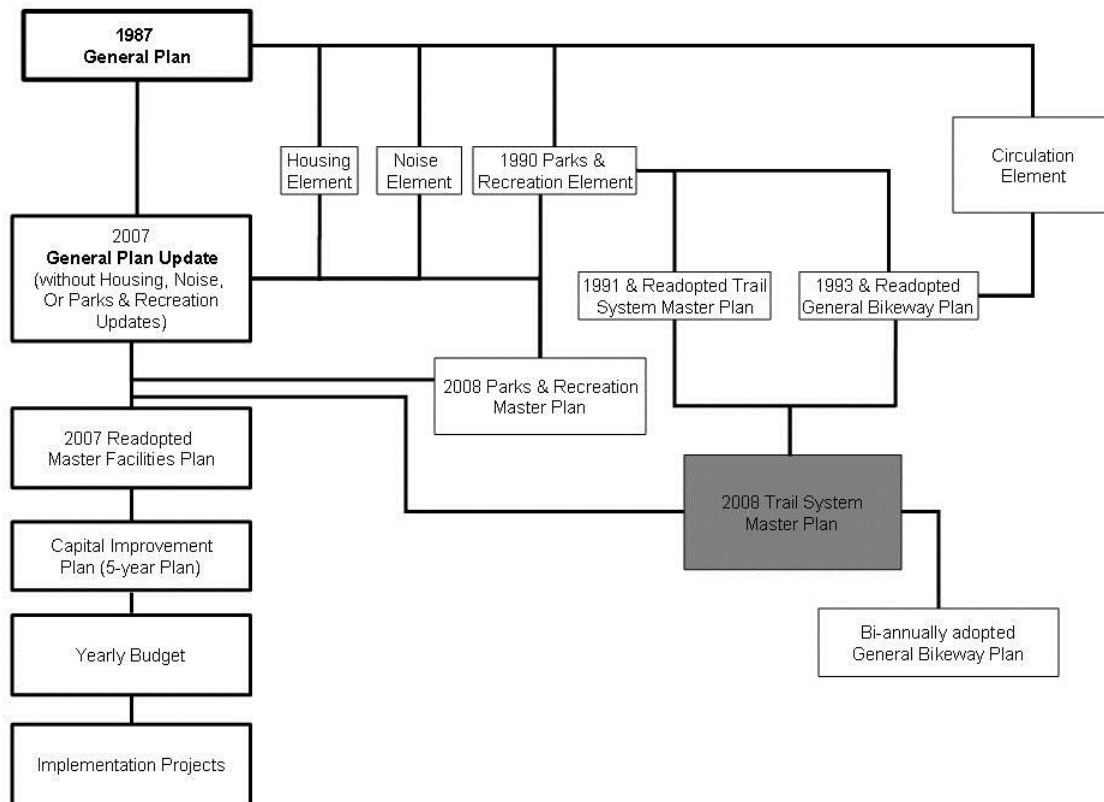 1987
General Plan
Housing
Element
Noise
Element
1990 Parks &
Recreation Element
Circulation
Element
2007
General Plan Update
(without Housing, Noise,
Or Parks & Recreation
Updates)
1991 & Readopted Trail
System Master Plan
1993 & Readopted
General Bikeway Plan
2008 Parks & Recreation
Master Plan
2007 Readopted
Master Facilities Plan
2008 Trail System
Master Plan
Capital Improvement
Plan (5-year Plan)
Bi-annually adopted
General Bikeway Plan
Yearly Budget
Implementation Projects